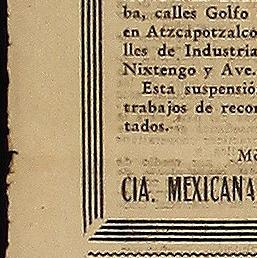 ba, calles Golfo
en Atzcapotzalco
lles de Industria
Nixtengo y Ave.
Esta suspensió
trabajos de recon
tados.
Mé
CIA. MEXICANA